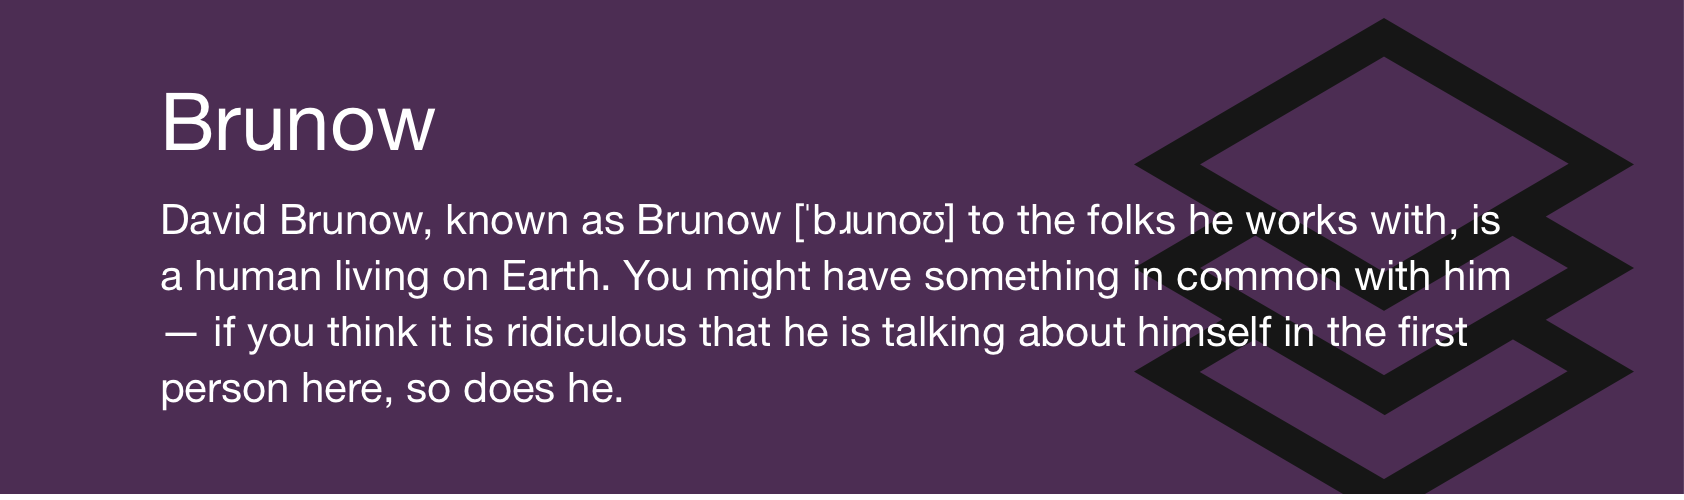 Brunow
David Brunow, known as Brunow [ˈbɹunoʊ] to the folks he works with, is
a human living on Earth. You might have something in common with him
— if you think it is ridiculous that he is talking about himself in the first
person here, so does he.